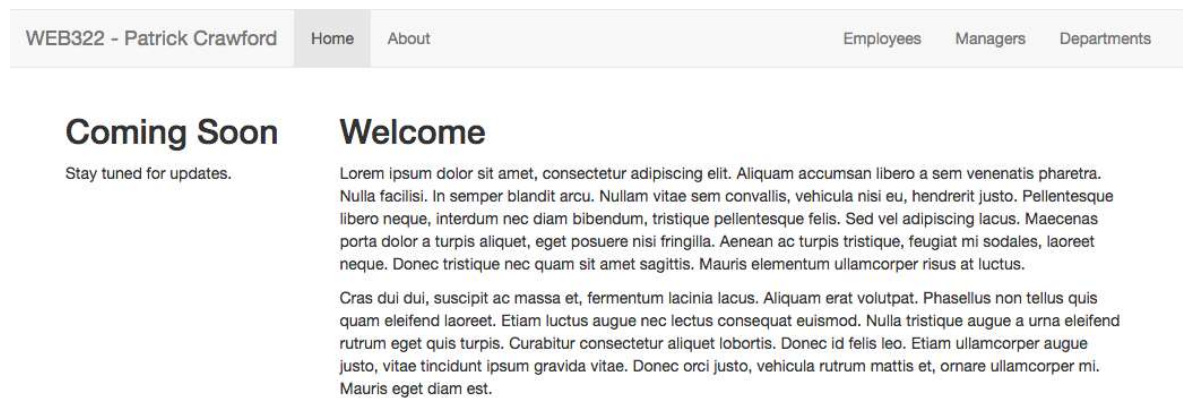 WEB322 - Patrick Crawford Home About Employees Managers Departments
Coming Soon
Stay tuned for updates.
Welcome
Lorem ipsum dolor sit amet, consectetur adipiscing elit. Aliquam accumsan libero a sem venenatis pharetra.
Nulla facilisi. In semper blandit arcu. Nullam vitae sem convallis, vehicula nisi eu, hendrerit justo. Pellentesque
libero neque, interdum nec diam bibendum, tristique pellentesque felis. Sed vel adipiscing lacus. Maecenas
porta dolor a turpis aliquet, eget posuere nisi fringilla. Aenean ac turpis tristique, feugiat mi sodales, laoreet
neque. Donec tristique nec quam sit amet sagittis. Mauris elementum ullamcorper risus at luctus.
Cras dui dui, suscipit ac massa et, fermentum lacinia lacus. Aliquam erat volutpat. Phasellus non tellus quis
quam eleifend laoreet. Etiam luctus augue nec lectus consequat euismod. Nulla tristique augue a urna eleifend
rutrum eget quis turpis. Curabitur consectetur aliquet lobortis. Donec id felis leo. Etiam ullamcorper augue
justo, vitae tincidunt ipsum gravida vitae. Donec orci justo, vehicula rutrum mattis et, ornare ullamcorper mi.
Mauris eget diam est.